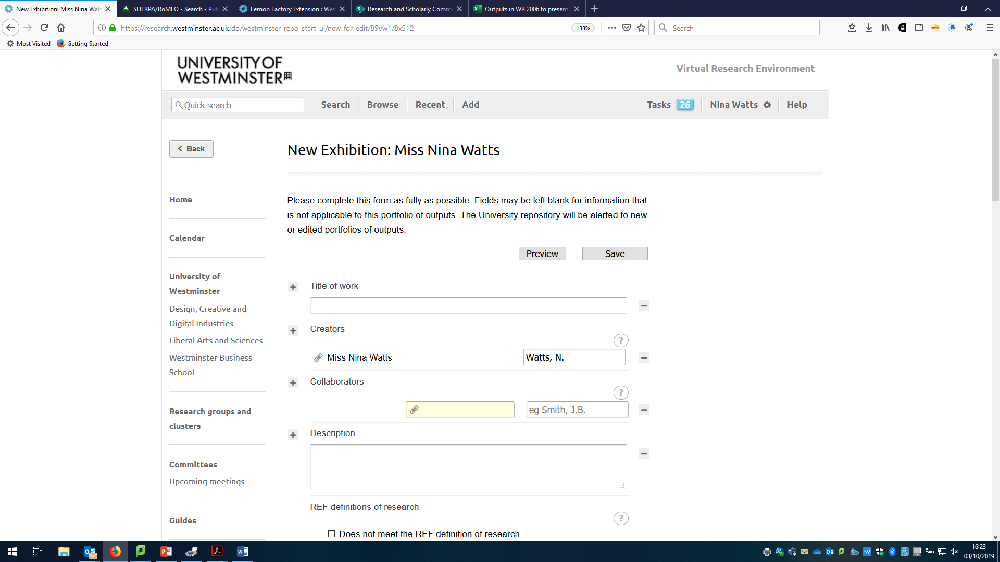 New Exhibition: Miss Nina Wat
SHERPA/RoMEO - Search - Pub
Lemon Factory Extension : Wes
Research and Scholarly Comm
Outputs in WR 2006 to present.
https://research.westminster.ac.uk/do/westminster-repo-start-ui/new-for-edit/89vw1/8x512
133%
Search
Most Visited
Getting Started
UNIVERSITY OF
WESTMINSTER
Virtual Research Environment
Quick search
Search
Browse
Recent
Add
Tasks 26
Nina Watts
Help
< Back
New Exhibition: Miss Nina Watts
Home
Calendar
University of
Westminster
Design, Creative and
Digital Industries
Liberal Arts and Sciences
Westminster Business
School
Research groups and
clusters
Committees
Upcoming meetings
Guides
Please complete this form as fully as possible. Fields may be left blank for information that
is not applicable to this portfolio of outputs. The University repository will be alerted to new
or edited portfolios of outputs.
Preview
Save
Title of work
Creators
?
Miss Nina Watts
Watts, N.
Collaborators
?
eg Smith, J.B.
Description
REF definitions of research
?
Does not meet the REF definition of research
16:23
03/10/2019